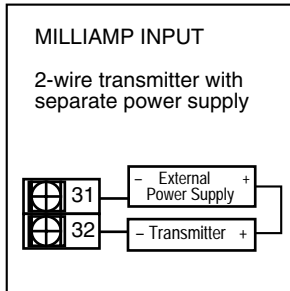 MILLIAMP INPUT
2-wire transmitter with
separate power supply
– External +
Power Supply
31
32
– Transmitter +